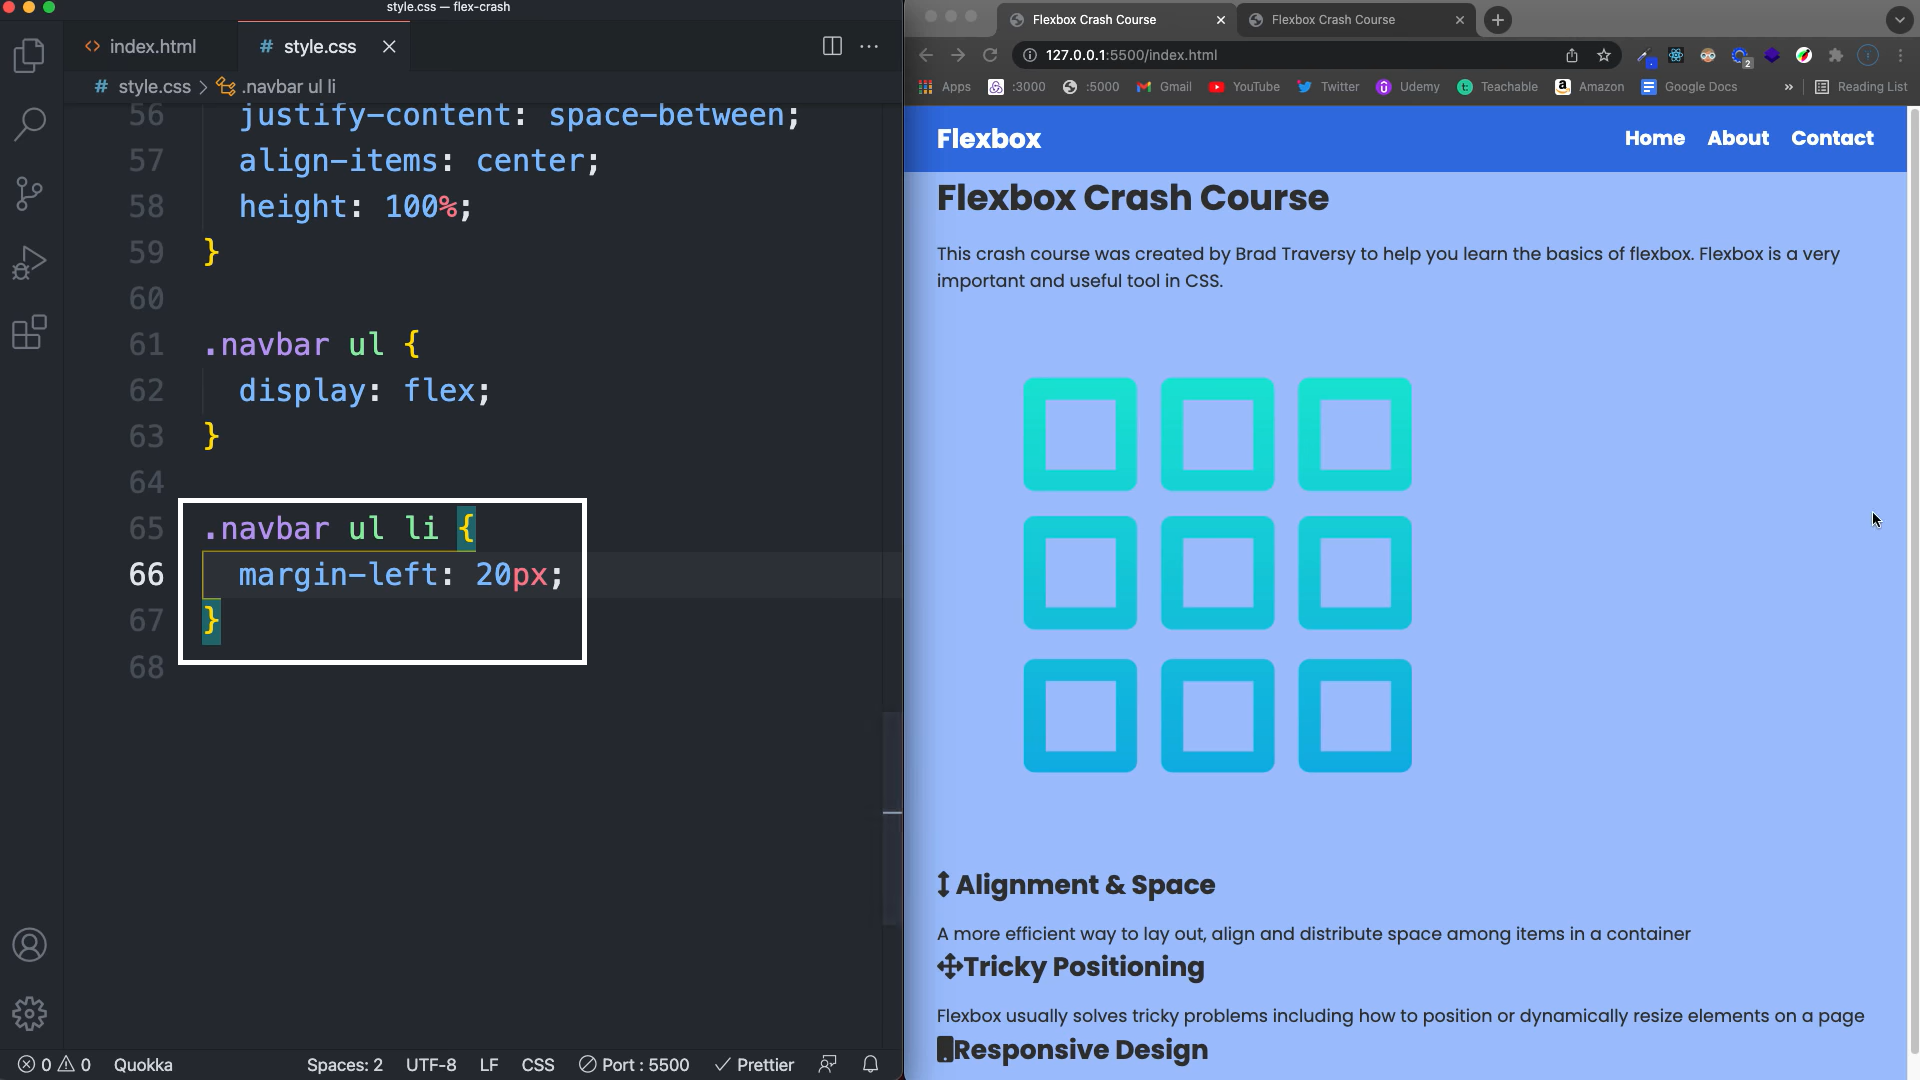 style.css — flex-crash
index.html
style.css
style.css > .navbar ul li
56 justify-content: space-between;
57 align-items: center;
58 height: 100%;
59 }
60
61 .navbar ul {
62 display: flex;
63 }
64
65 .navbar ul li {
66 margin-left: 20px;
67 }
68
0 0 Quokka Spaces: 2 UTF-8 LF CSS Port : 5500 Prettier
Flexbox Crash Course
Flexbox Crash Course
127.0.0.1:5500/index.html
2
Apps :3000 :5000 Gmail YouTube Twitter Udemy Teachable Amazon Google Docs » Reading List
Flexbox
Home About Contact
Flexbox Crash Course
This crash course was created by Brad Traversy to help you learn the basics of flexbox. Flexbox is a very
important and useful tool in CSS.
Alignment & Space
A more efficient way to lay out, align and distribute space among items in a container
Tricky Positioning
Flexbox usually solves tricky problems including how to position or dynamically resize elements on a page
Responsive Design